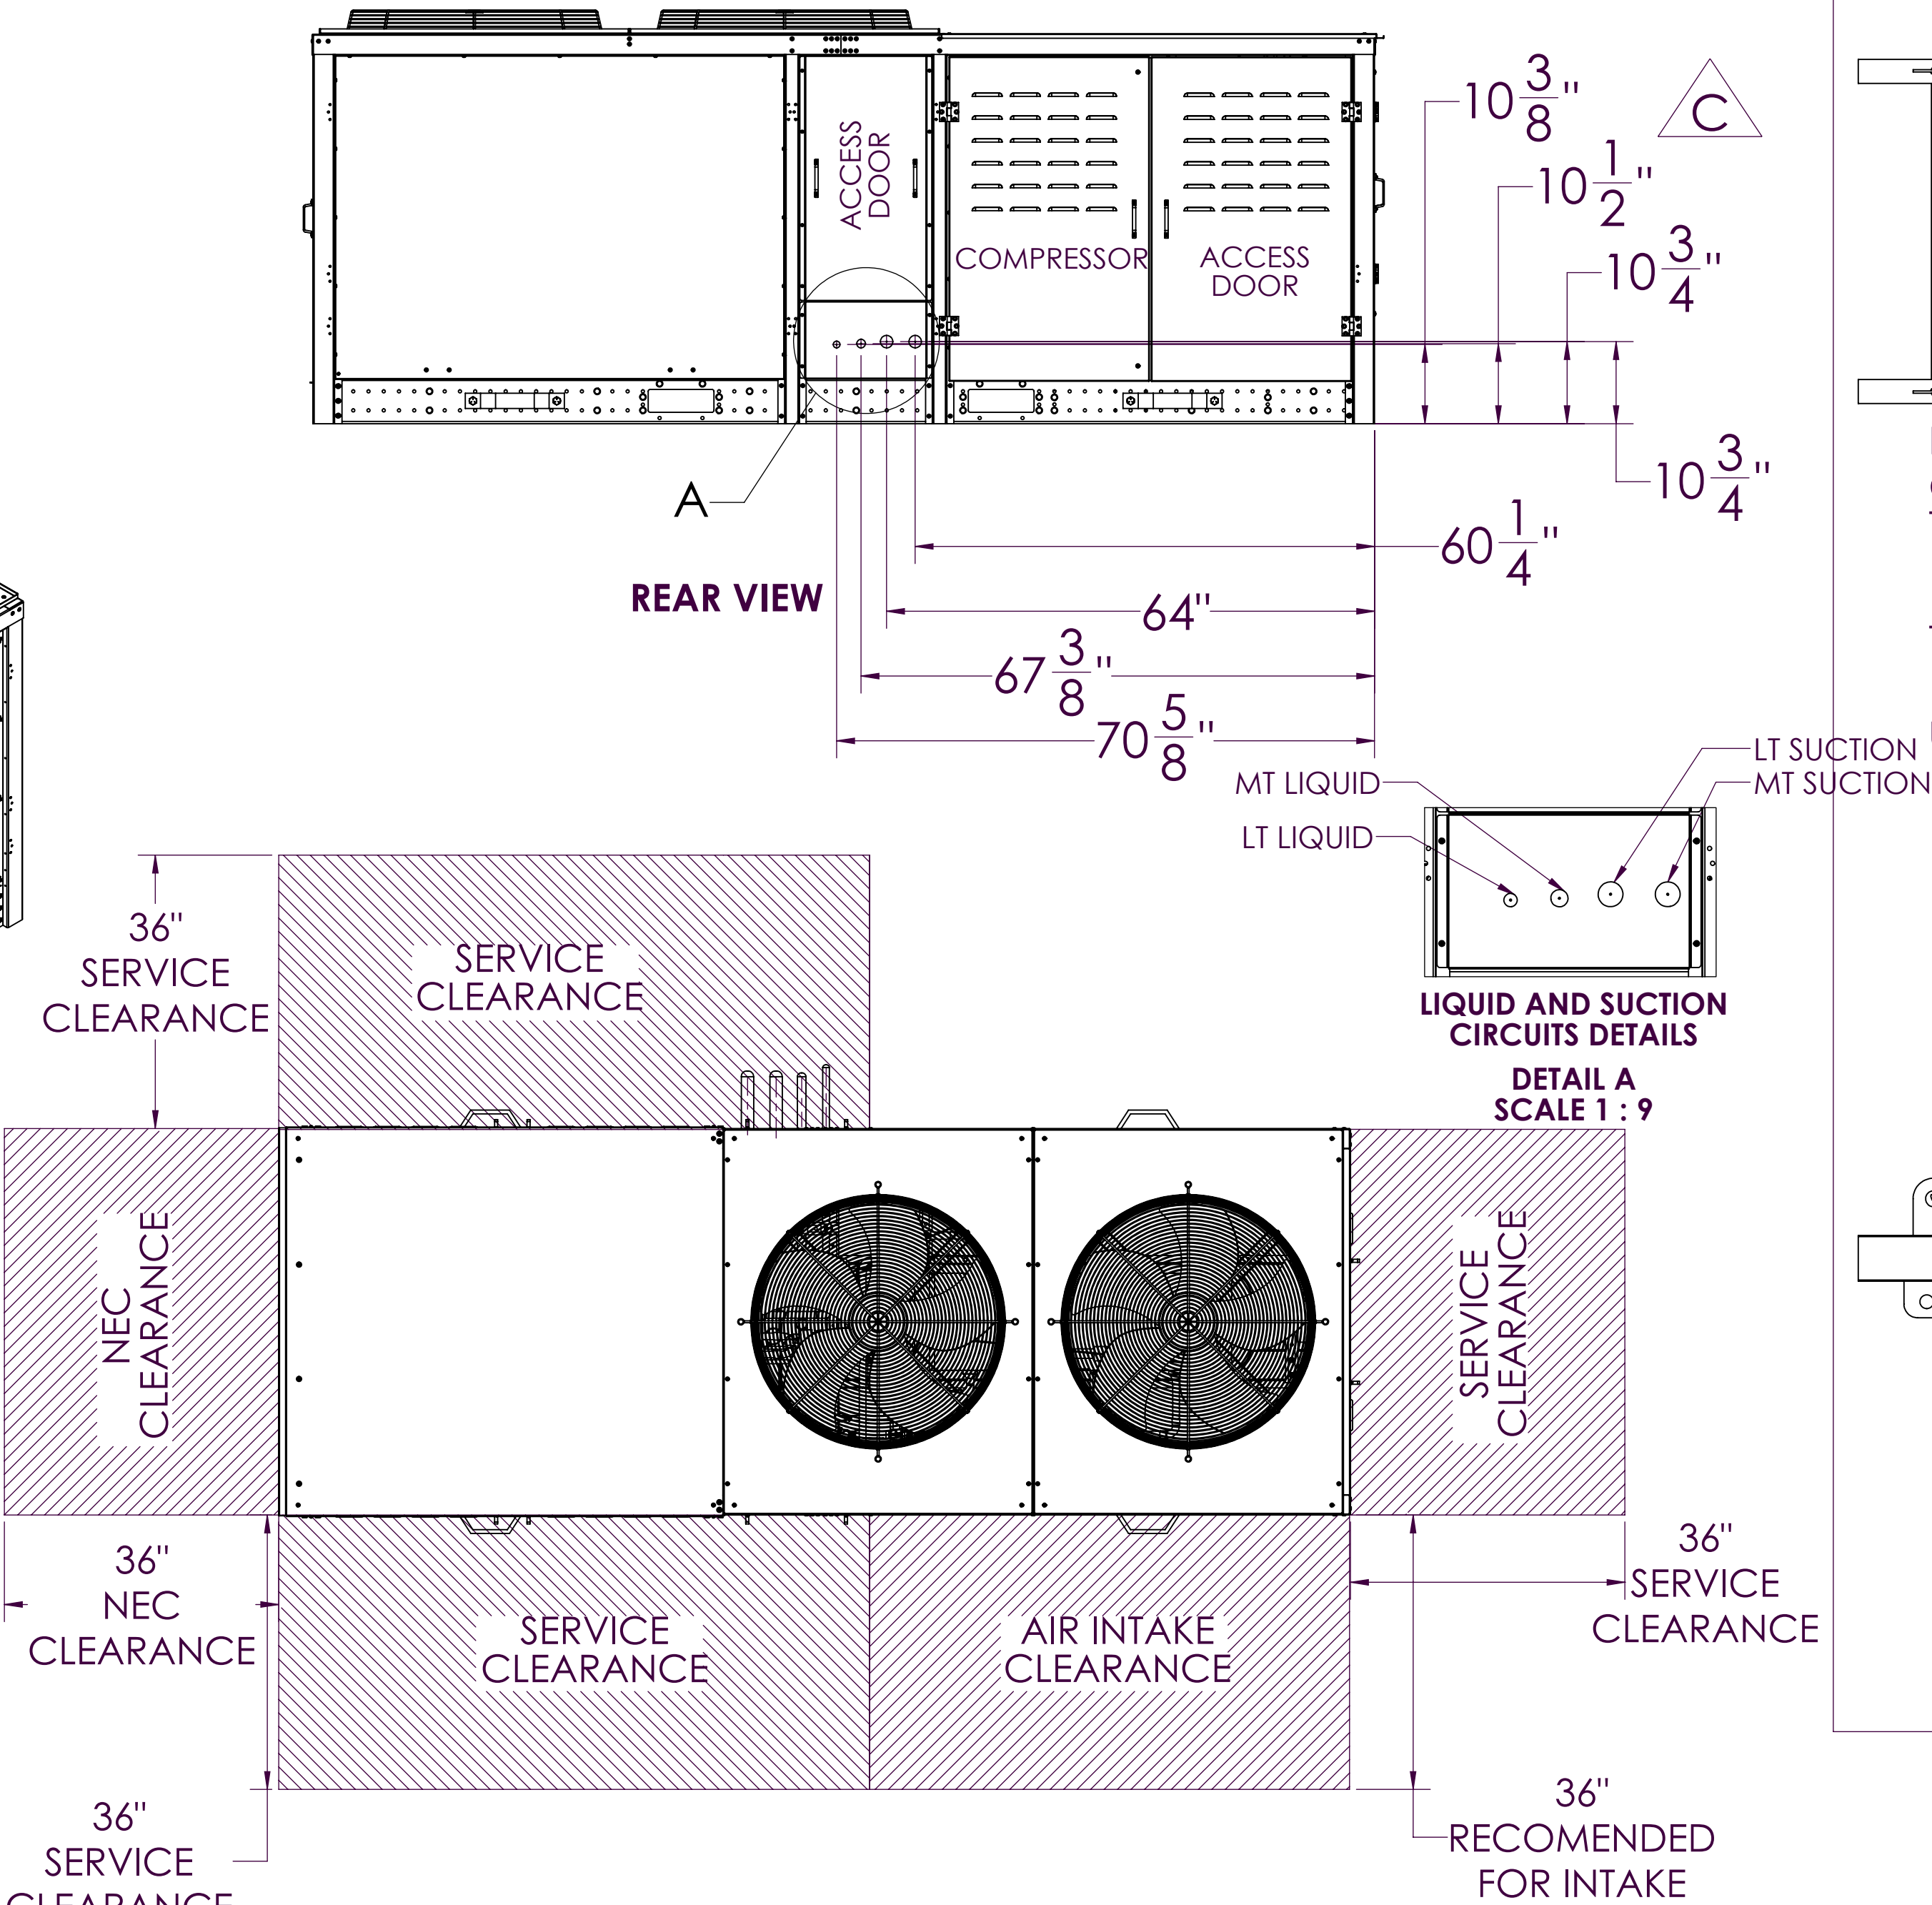 10 3/8"
C
10 1/2"
10 3/4"
ACCESS
DOOR
COMPRESSOR
ACCESS
DOOR
10 3/4"
A
60 1/4"
REAR VIEW
64"
67 3/8"
70 5/8"
LT SUCTION
MT LIQUID
MT SUCTION
LT LIQUID
LIQUID AND SUCTION
CIRCUITS DETAILS
DETAIL A
SCALE 1 : 9
36"
SERVICE
CLEARANCE
SERVICE
CLEARANCE
NEC
CLEARANCE
SERVICE
CLEARANCE
36"
NEC
CLEARANCE
SERVICE
CLEARANCE
AIR INTAKE
CLEARANCE
36"
SERVICE
CLEARANCE
36"
SERVICE
CLEARANCE
36"
RECOMENDED
FOR INTAKE